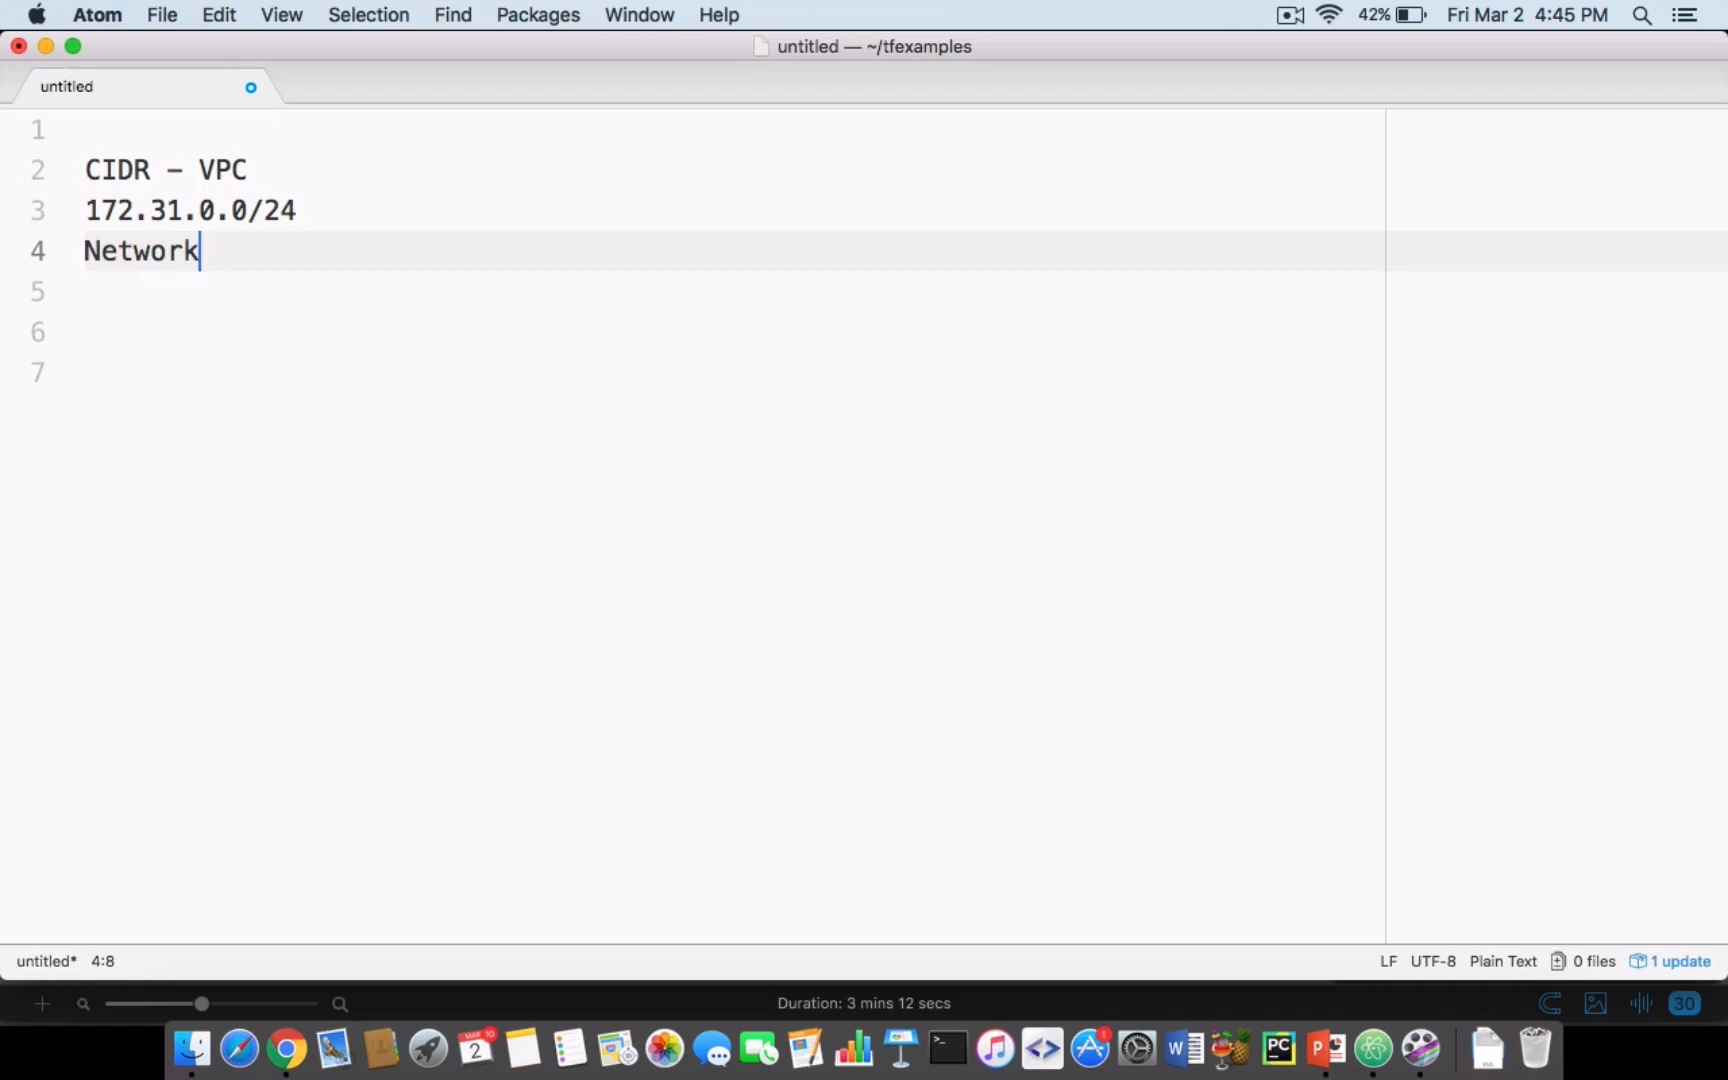 Atom File Edit View Selection Find Packages Window Help 42% Fri Mar 2 4:45 PM
untitled — ~/tfexamples
untitled
1
2 CIDR - VPC
3 172.31.0.0/24
4 Network
5
6
7
untitled* 4:8 LF UTF-8 Plain Text 0 files 1 update
Duration: 3 mins 12 secs 30